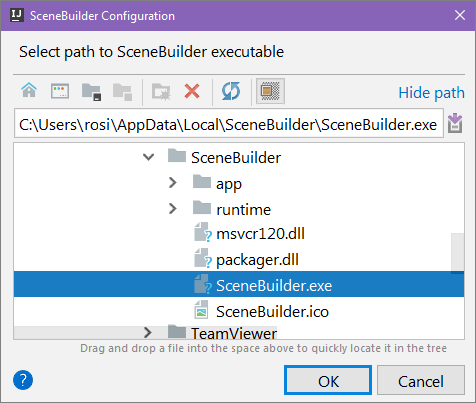 SceneBuilder Configuration
Select path to SceneBuilder executable
Hide path
C:\Users\rosi\AppData\Local\SceneBuilder\SceneBuilder.exe
SceneBuilder
app
runtime
msvcr120.dll
packager.dll
SceneBuilder.exe
SceneBuilder.ico
TeamViewer
Drag and drop a file into the space above to quickly locate it in the tree
? OK Cancel